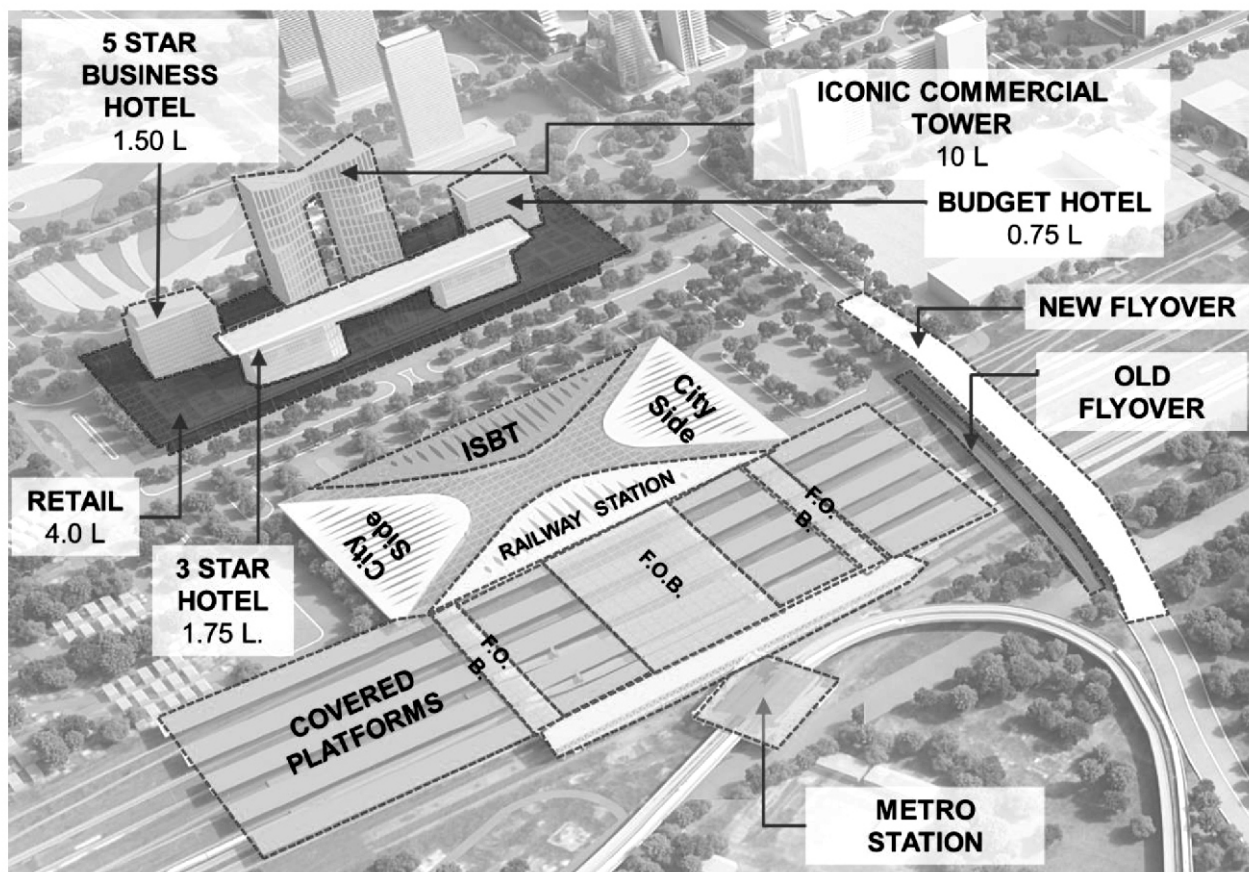 5 STAR
BUSINESS
HOTEL
1.50 L
ICONIC COMMERCIAL
TOWER
10 L
BUDGET HOTEL
0.75 L
NEW FLYOVER
OLD
FLYOVER
City
Side
ISBT
RETAIL
4.0 L
City
Side
RAILWAY STATION
F.O.
B.
3 STAR
HOTEL
1.75 L.
F.O.B.
F.O.
B.
COVERED
PLATFORMS
METRO
STATION